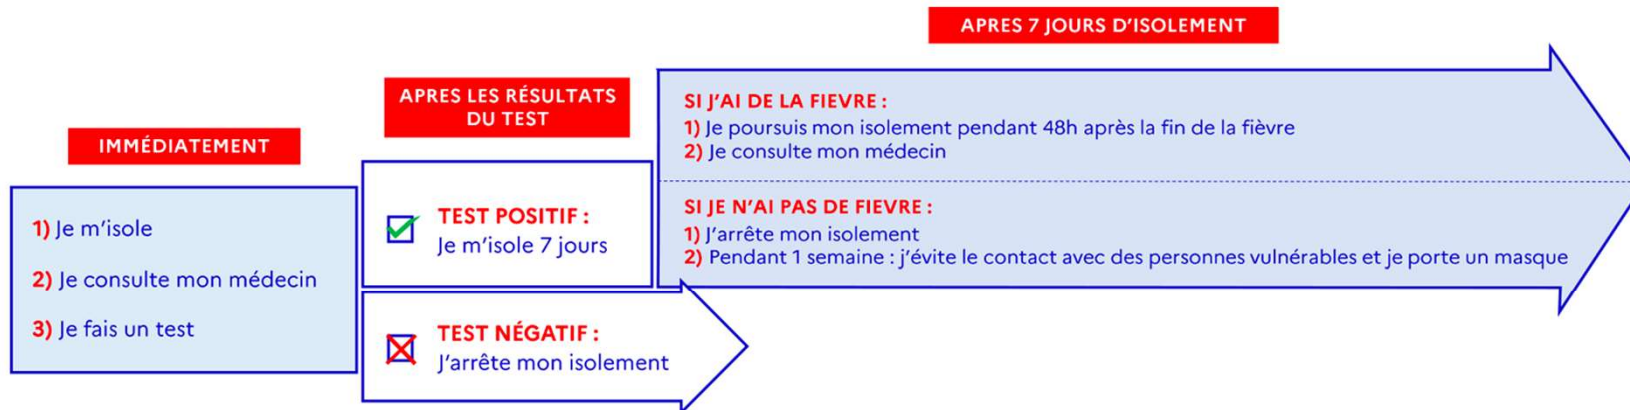 IMMÉDIATEMENT
1) Je m'isole
2) Je consulte mon médecin
3) Je fais un test
APRES LES RÉSULTATS
DU TEST
TEST POSITIF :
Je m'isole 7 jours
TEST NÉGATIF :
J'arrête mon isolement
APRES 7 JOURS D'ISOLEMENT
SI J'AI DE LA FIEVRE :
1) Je poursuis mon isolement pendant 48h après la fin de la fièvre
2) Je consulte mon médecin
SI JE N'AI PAS DE FIEVRE :
1) J'arrête mon isolement
2) Pendant 1 semaine : j'évite le contact avec des personnes vulnérables et je porte un masque